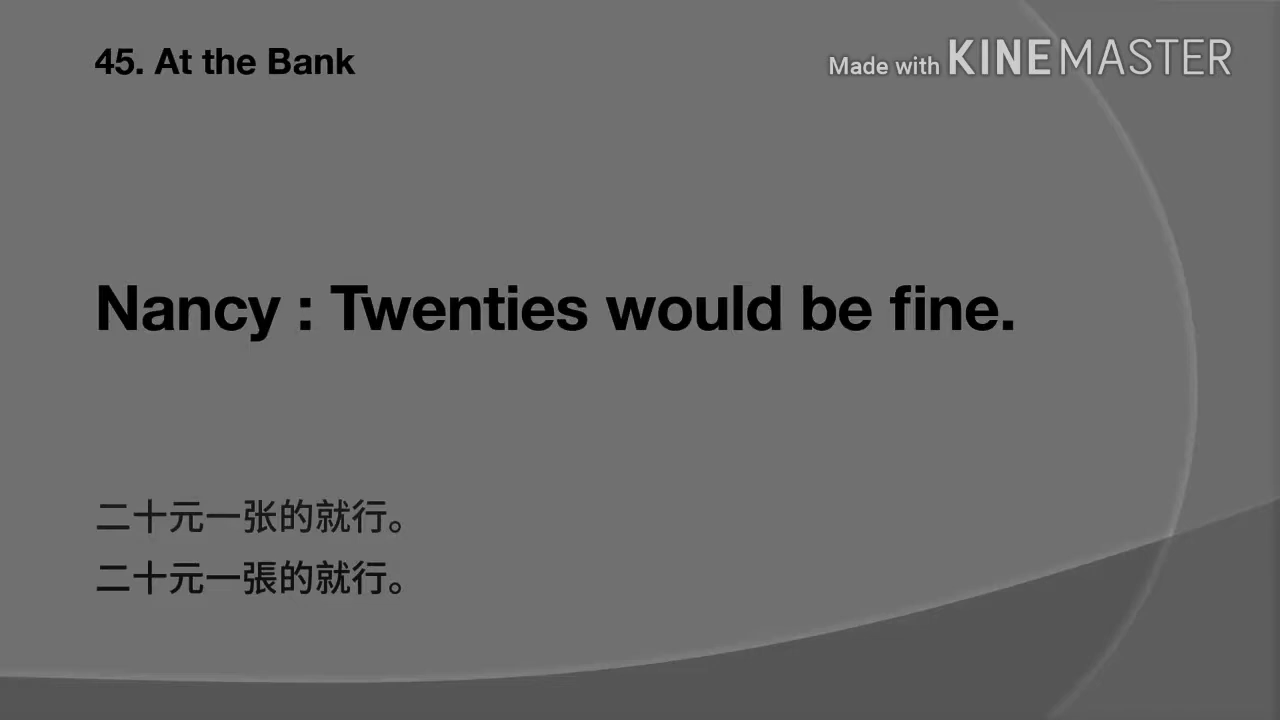 45. At the Bank
Made with KINEMASTER
Nancy : Twenties would be fine.
二十元一张的就行。
二十元一張的就行。